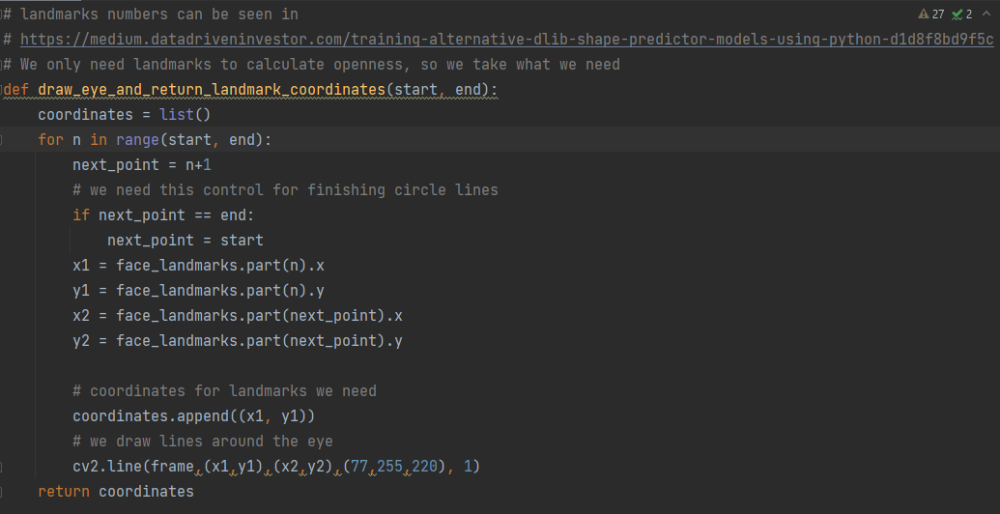 # landmarks numbers can be seen in
27 2
# https://medium.datadriveninvestor.com/training-alternative-dlib-shape-predictor-models-using-python-d1d8f8bd9f5c
# We only need landmarks to calculate openness, so we take what we need
def draw_eye_and_return_landmark_coordinates(start, end):
    coordinates = list()
    for n in range(start, end):
        next_point = n+1
        # we need this control for finishing circle lines
        if next_point == end:
            next_point = start
        x1 = face_landmarks.part(n).x
        y1 = face_landmarks.part(n).y
        x2 = face_landmarks.part(next_point).x
        y2 = face_landmarks.part(next_point).y
        # coordinates for landmarks we need
        coordinates.append((x1, y1))
        # we draw lines around the eye
        cv2.line(frame,(x1,y1),(x2,y2),(77,255,220), 1)
    return coordinates